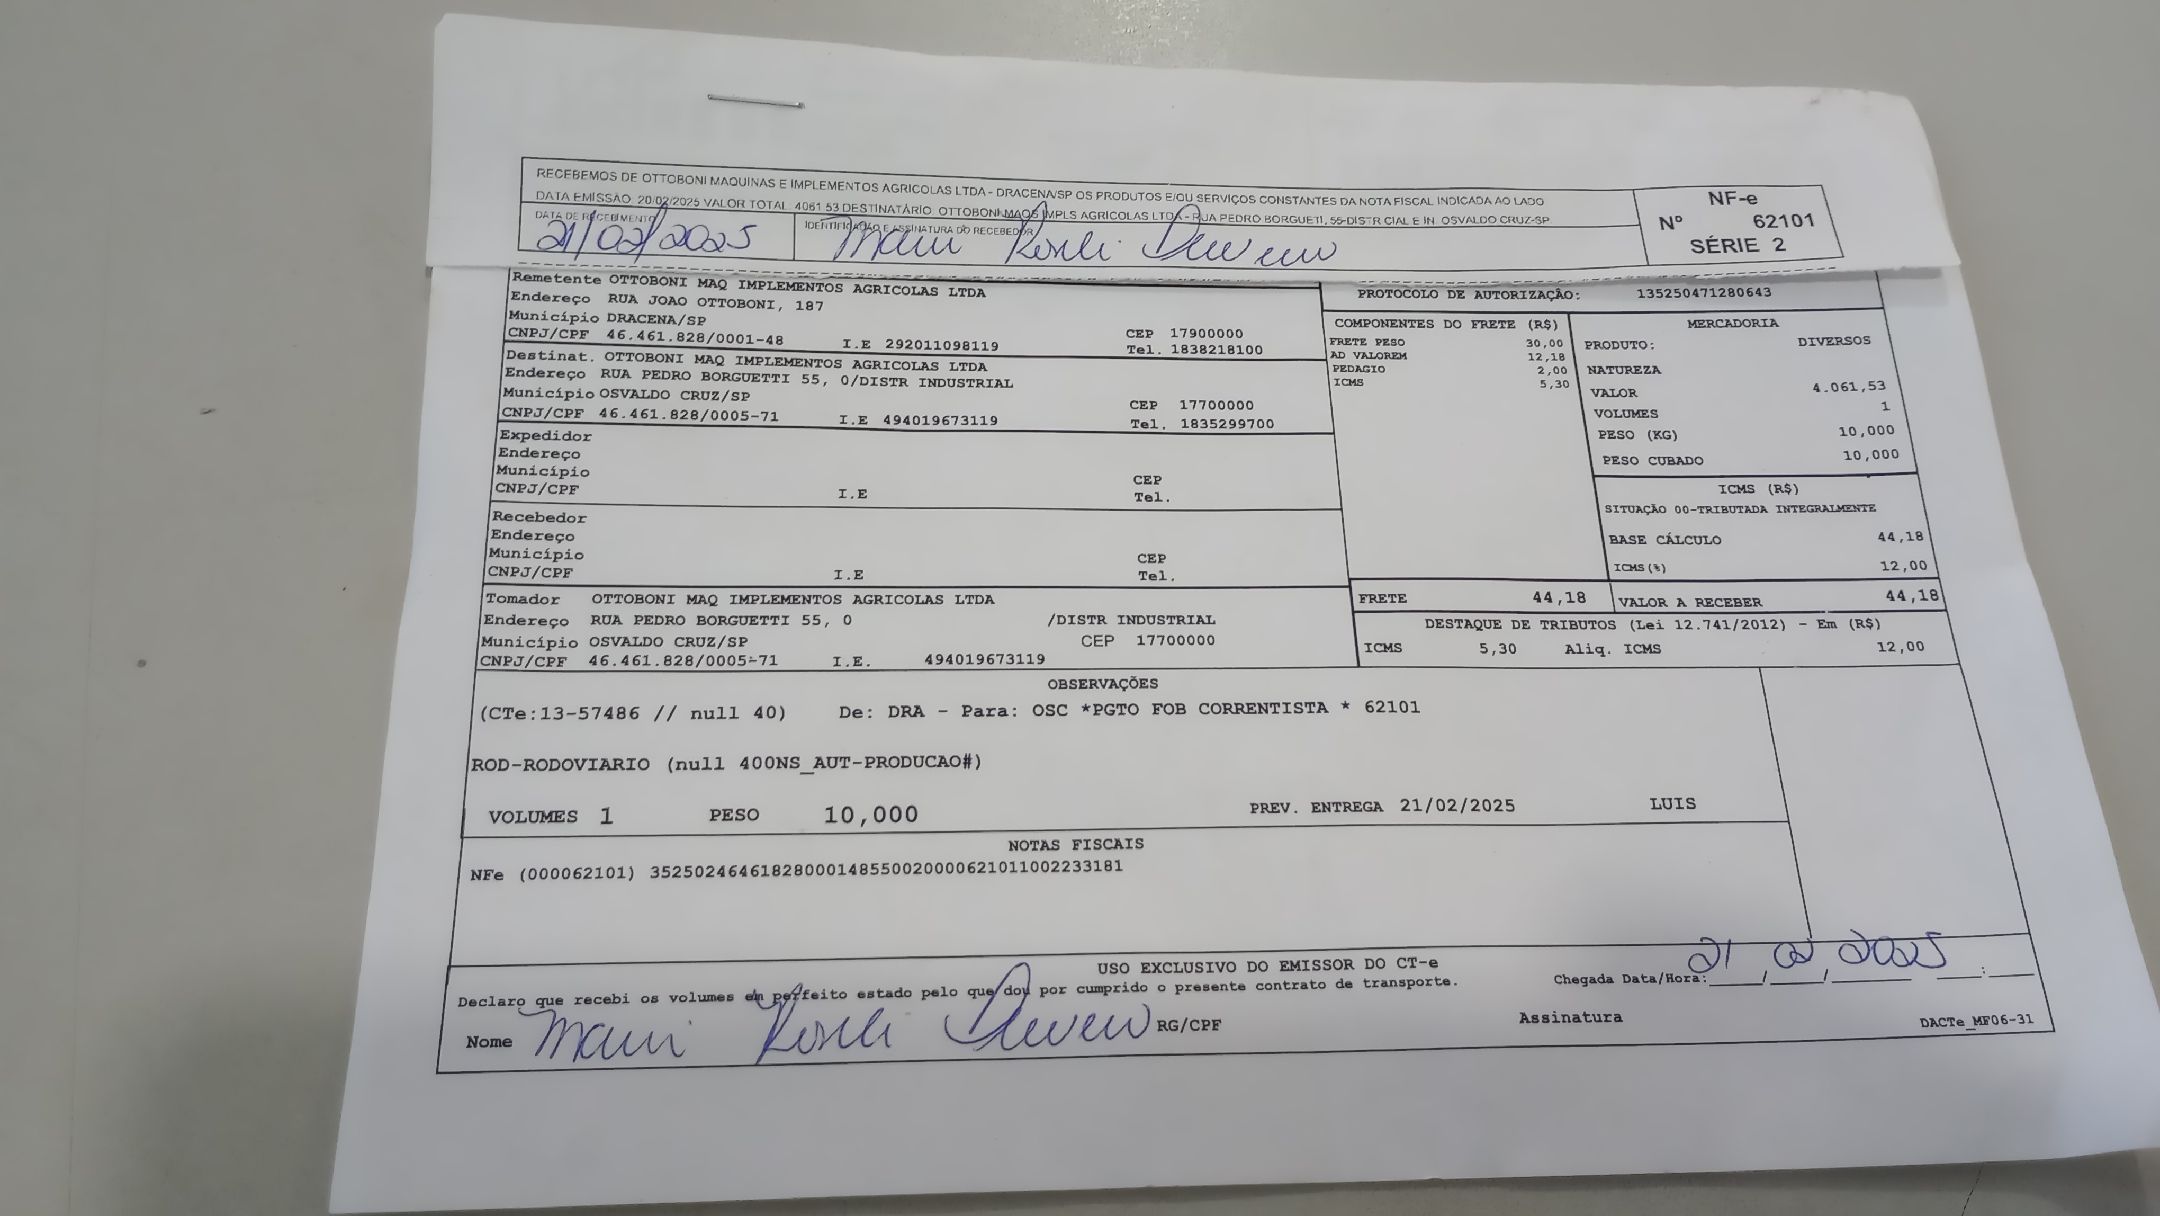 RECEBEMOS DE OTTOBONI MAQUINAS E IMPLEMENTOS AGRICOLAS LTDA - DRACENA/SP OS PRODUTOS E/OU SERVIÇOS CONSTANTES DA NOTA FISCAL INDICADA AO LADO
DATA EMISSÃO: 20/02/2025 VALOR TOTAL: 4061.53 DESTINATÁRIO: OTTOBONI MAQS IMPLS AGRICOLAS LTDA - RUA PEDRO BORGUETI, 55-DISTR CIAL E IN. OSVALDO CRUZ-SP
NF-e
Nº 62101
SÉRIE 2
DATA DE RECEBIMENTO
IDENTIFICAÇÃO E ASSINATURA DO RECEBEDOR
21/02/2025
Remetente OTTOBONI MAQ IMPLEMENTOS AGRICOLAS LTDA
Endereço RUA JOAO OTTOBONI, 187
Município DRACENA/SP
CEP 17900000
CNPJ/CPF 46.461.828/0001-48 I.E 292011098119 Tel. 1838218100
Destinat. OTTOBONI MAQ IMPLEMENTOS AGRICOLAS LTDA
Endereço RUA PEDRO BORGUETTI 55, 0/DISTR INDUSTRIAL
Município OSVALDO CRUZ/SP CEP 17700000
CNPJ/CPF 46.461.828/0005-71 I.E 494019673119 Tel. 1835299700
Expedidor
Endereço
Município CEP
CNPJ/CPF I.E Tel.
Recebedor
Endereço
Município CEP
CNPJ/CPF I.E Tel.
Tomador OTTOBONI MAQ IMPLEMENTOS AGRICOLAS LTDA
Endereço RUA PEDRO BORGUETTI 55, 0 /DISTR INDUSTRIAL
Município OSVALDO CRUZ/SP CEP 17700000
CNPJ/CPF 46.461.828/0005-71 I.E. 494019673119
PROTOCOLO DE AUTORIZAÇÃO: 135250471280643
COMPONENTES DO FRETE (R$)
FRETE PESO 30,00
AD VALOREM 12,18
PEDAGIO 2,00
ICMS 5,30
MERCADORIA
PRODUTO: DIVERSOS
NATUREZA
VALOR 4.061,53
VOLUMES 1
PESO (KG) 10,000
PESO CUBADO 10,000
ICMS (R$)
SITUAÇÃO 00-TRIBUTADA INTEGRALMENTE
BASE CÁLCULO 44,18
ICMS(%) 12,00
FRETE 44,18 VALOR A RECEBER 44,18
DESTAQUE DE TRIBUTOS (Lei 12.741/2012) - Em (R$)
ICMS 5,30 Aliq. ICMS 12,00
OBSERVAÇÕES
(CTe:13-57486 // null 40) De: DRA - Para: OSC *PGTO FOB CORRENTISTA * 62101
ROD-RODOVIARIO (null 400NS_AUT-PRODUCAO#)
VOLUMES 1 PESO 10,000 PREV. ENTREGA 21/02/2025 LUIS
NOTAS FISCAIS
NFe (000062101) 35250246461828000148550020000621011002233181
USO EXCLUSIVO DO EMISSOR DO CT-e
Declaro que recebi os volumes em perfeito estado pelo que dou por cumprido o presente contrato de transporte.
Chegada Data/Hora: 21/02/2025 :
Nome RG/CPF Assinatura DACTe_MF06-31